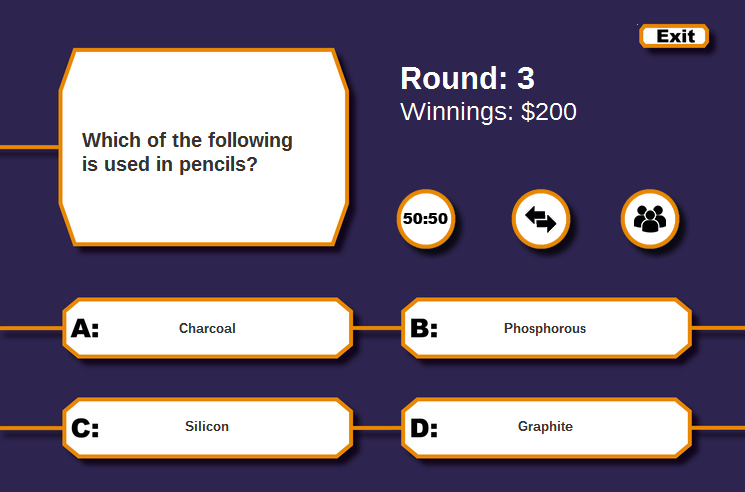 Exit
Round: 3
Winnings: $200
Which of the following
is used in pencils?
50:50
A: Charcoal
B: Phosphorous
C: Silicon
D: Graphite